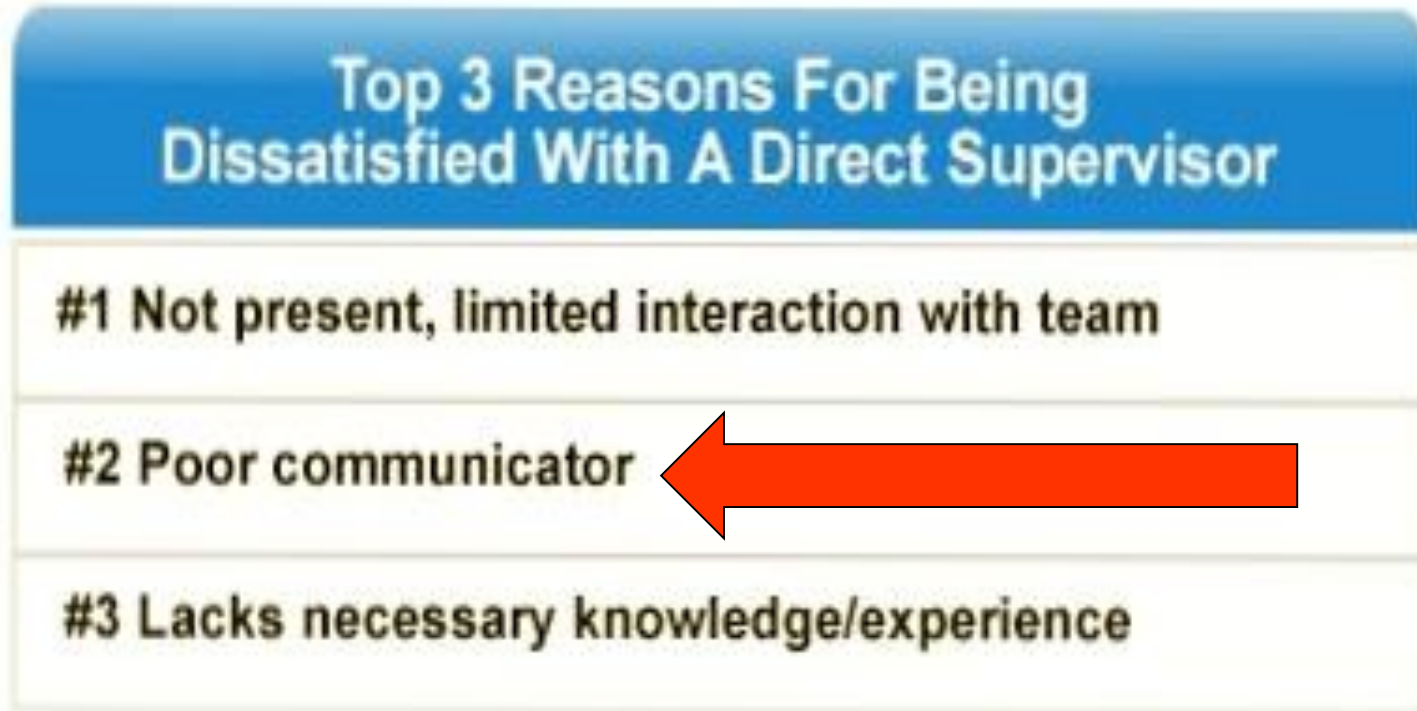 Top 3 Reasons For Being
Dissatisfied With A Direct Supervisor
#1 Not present, limited interaction with team
#2 Poor communicator
#3 Lacks necessary knowledge/experience